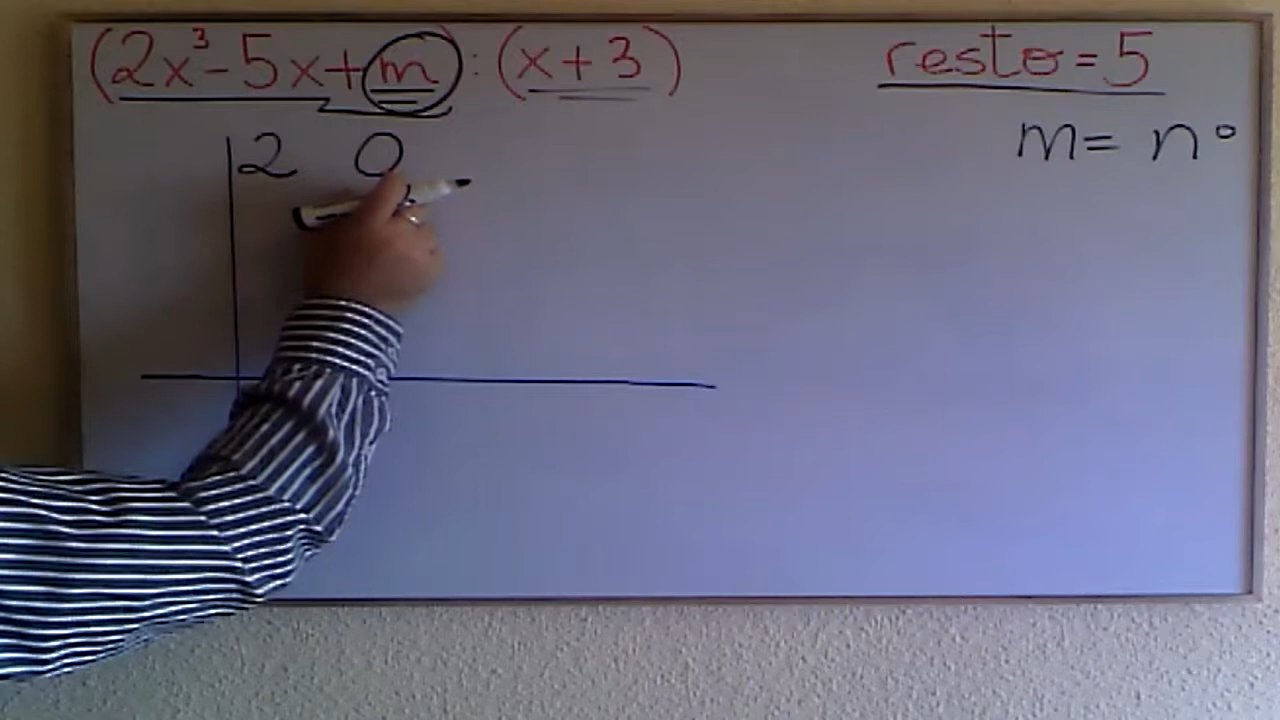 (2x³-5x+m) : (x+3) resto=5
m= nº
2 0